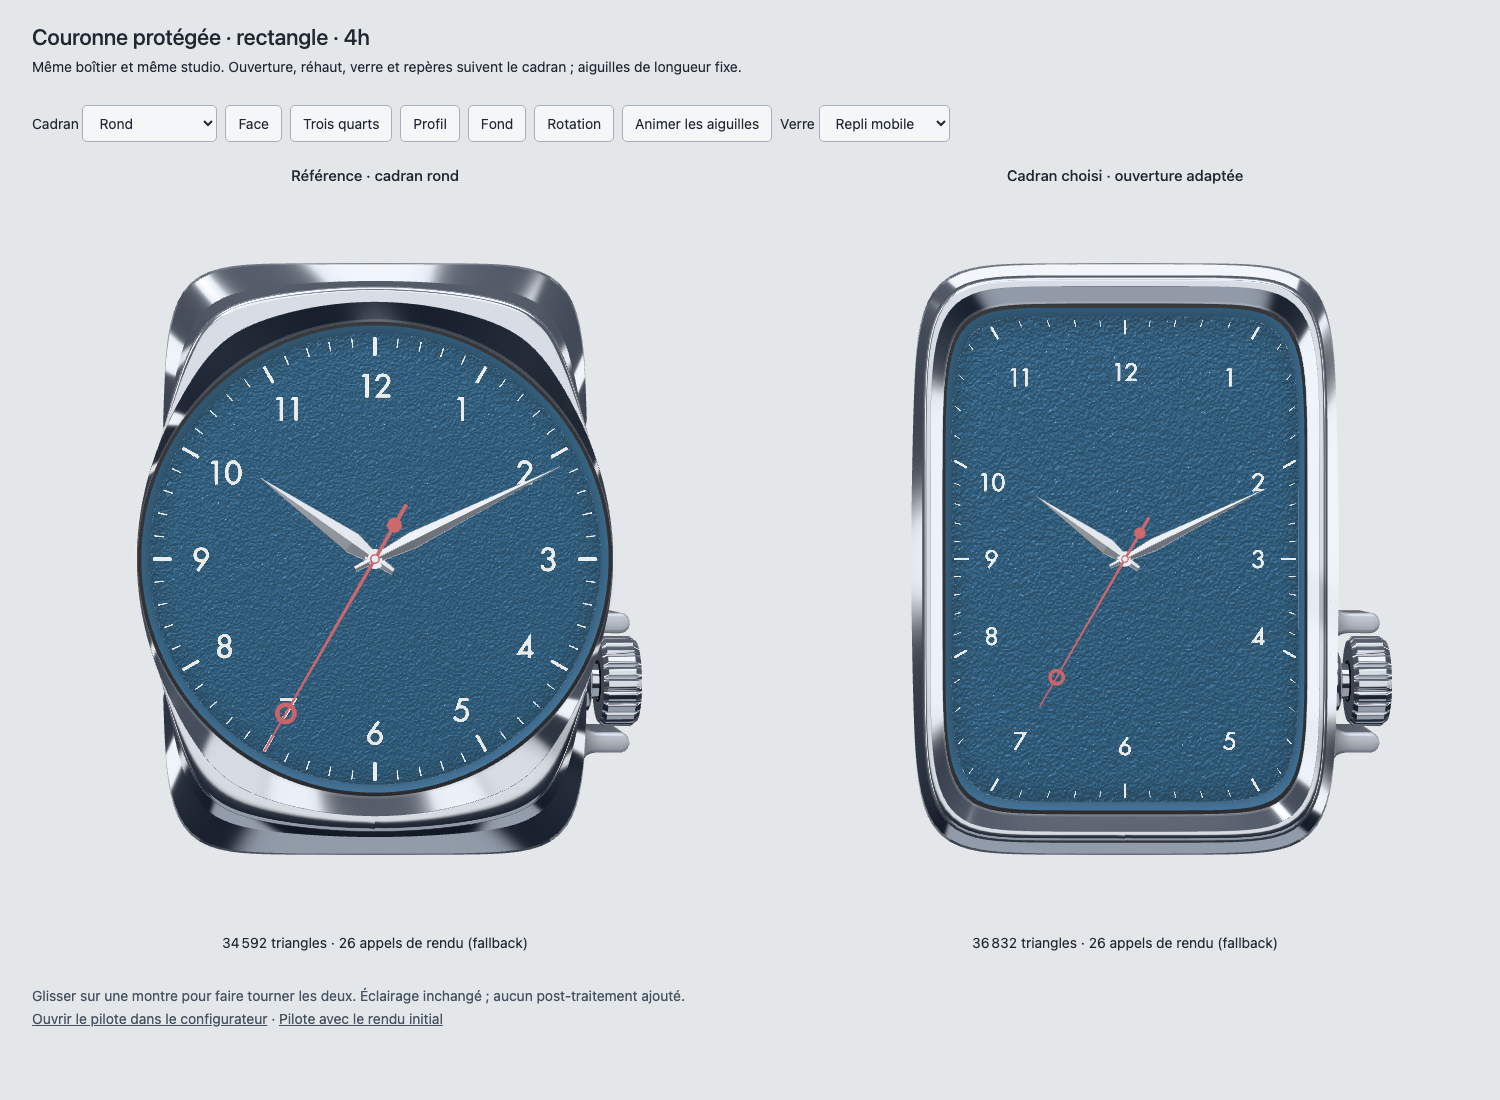 Couronne protégée · rectangle · 4h
Même boîtier et même studio. Ouverture, réhaut, verre et repères suivent le cadran ; aiguilles de longueur fixe.
Cadran Rond Face Trois quarts Profil Fond Rotation Animer les aiguilles Verre Repli mobile
Référence · cadran rond
Cadran choisi · ouverture adaptée
12
11 1
10 2
9 3
8 4
7 5
6
11 12 1
10 2
9 3
8 4
7 6 5
34 592 triangles · 26 appels de rendu (fallback)
36 832 triangles · 26 appels de rendu (fallback)
Glisser sur une montre pour faire tourner les deux. Éclairage inchangé ; aucun post-traitement ajouté.
Ouvrir le pilote dans le configurateur · Pilote avec le rendu initial